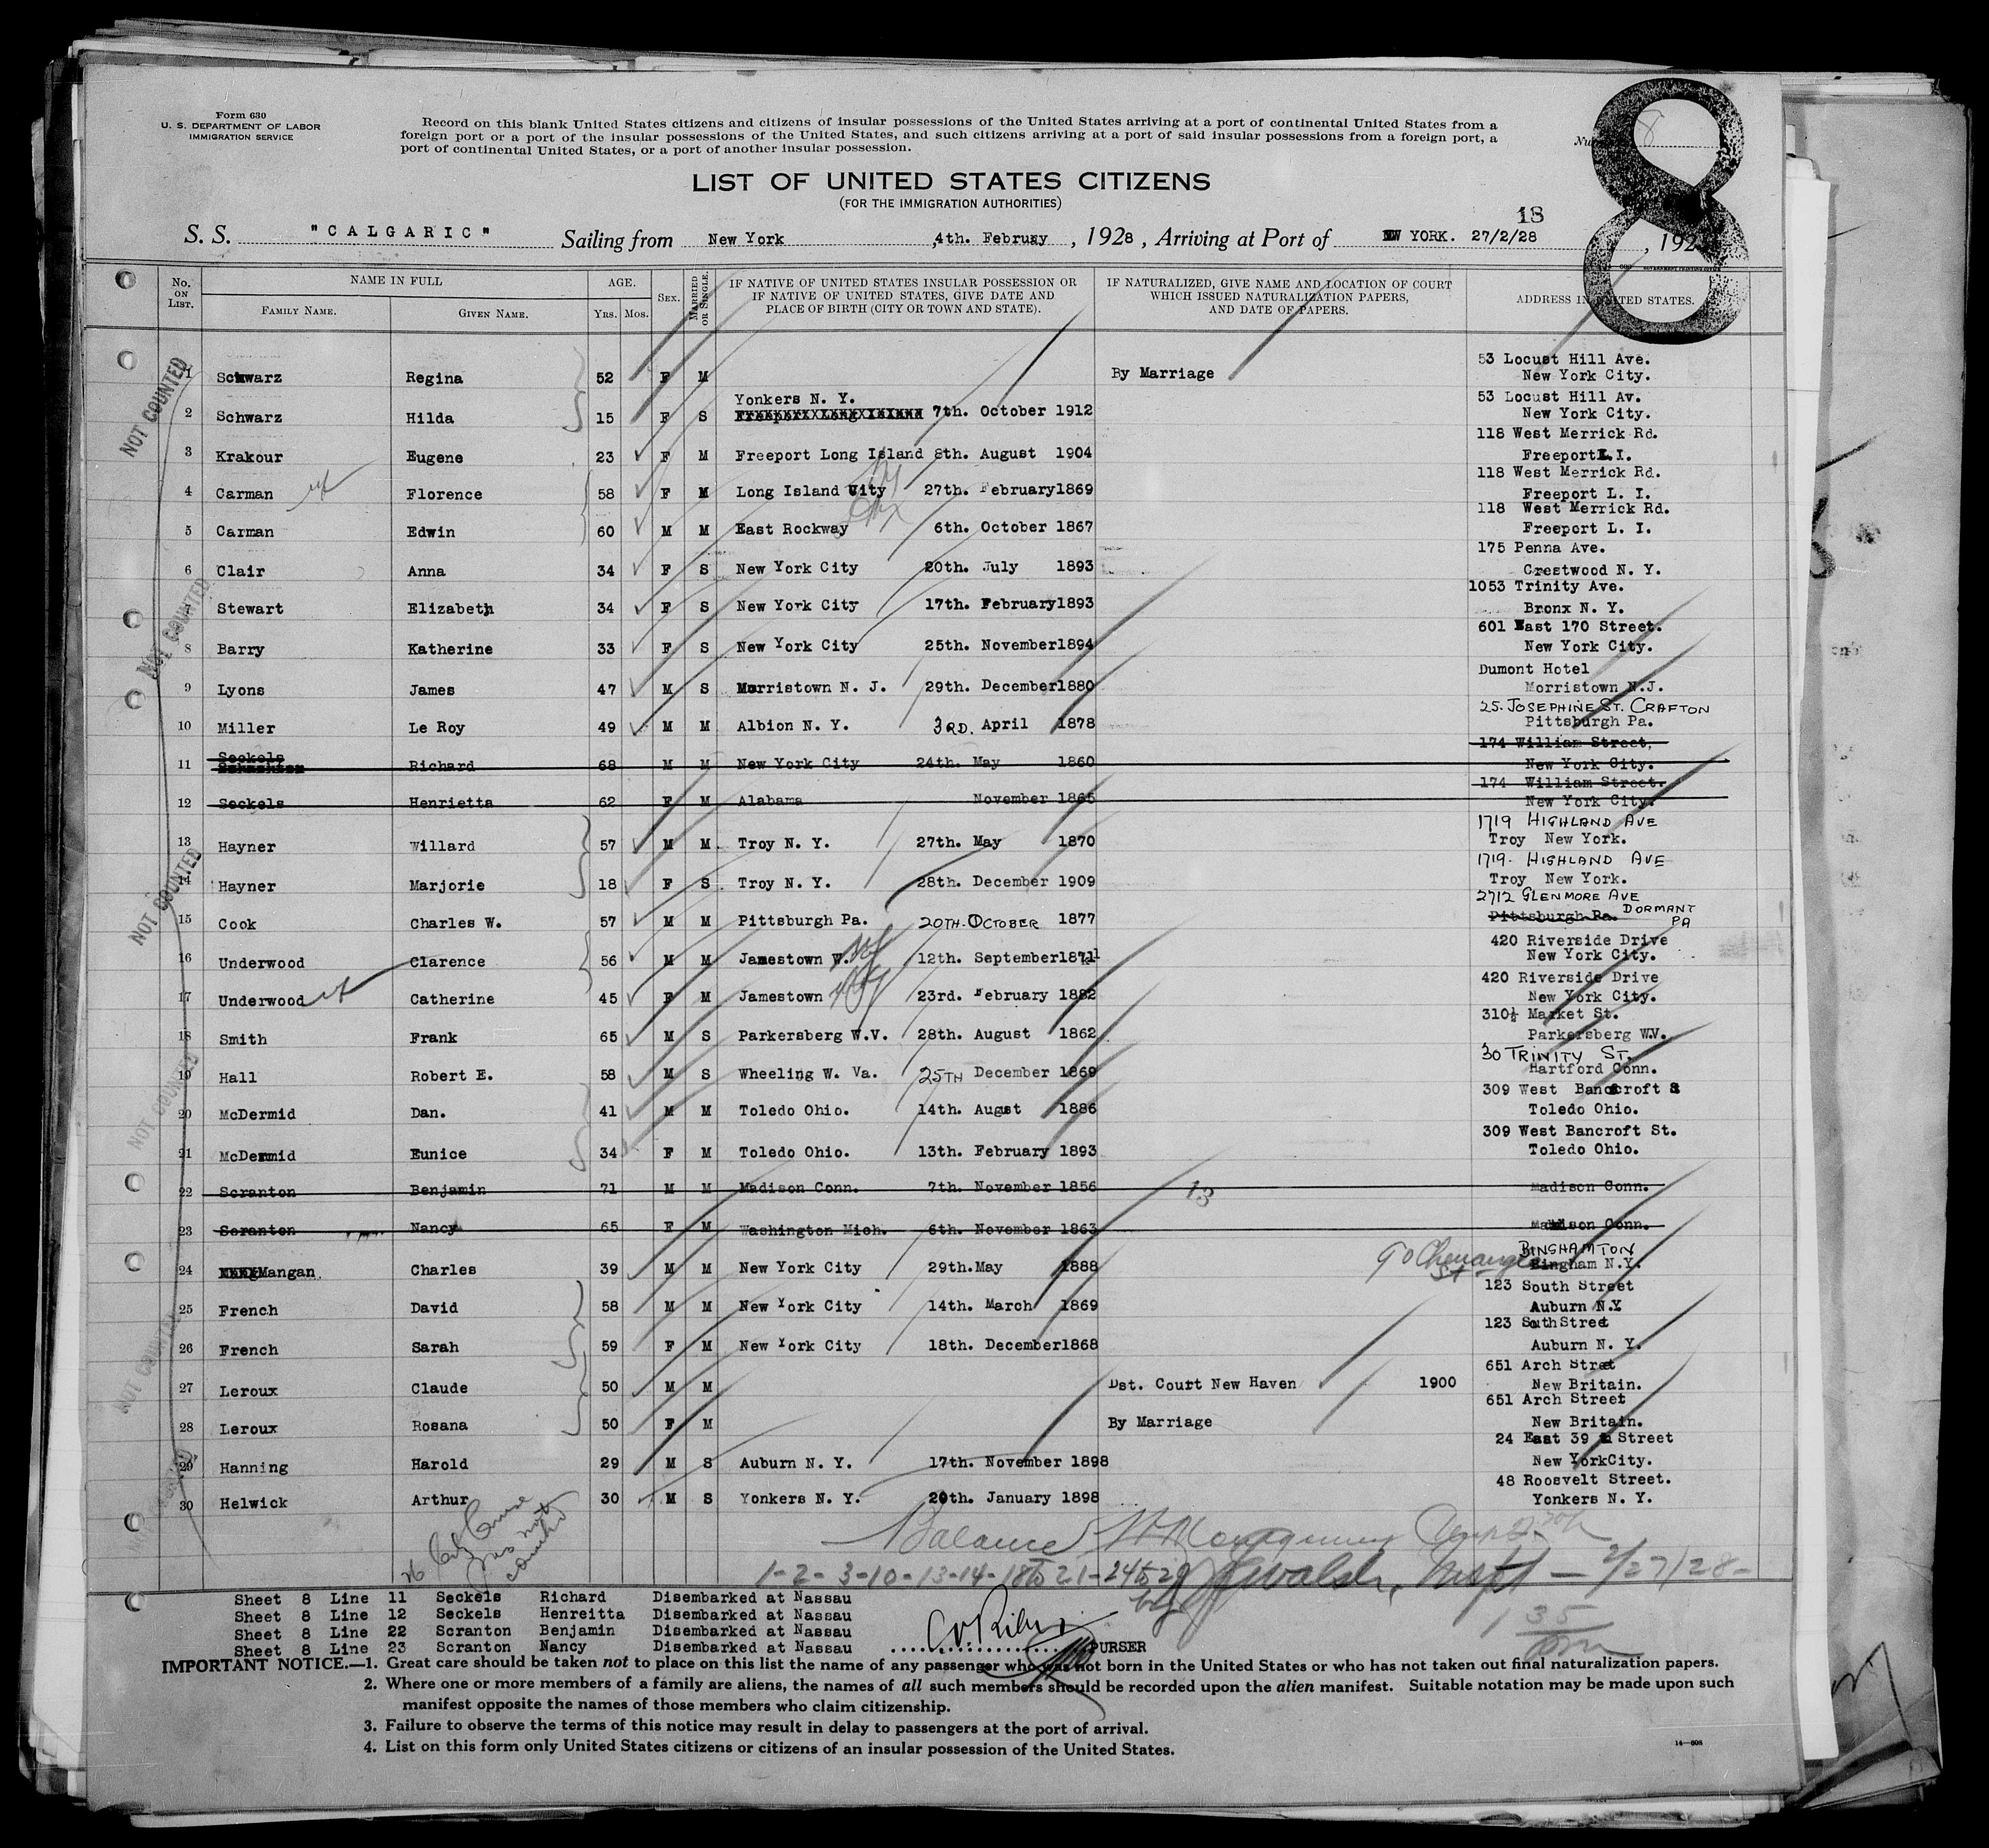 Form 630
U. S. DEPARTMENT OF LABOR
IMMIGRATION SERVICE
Record on this blank United States citizens and citizens of insular possessions of the United States arriving at a port of continental United States from a
foreign port or a port of the insular possessions of the United States, and such citizens arriving at a port of said insular possessions from a foreign port, a
port of continental United States, or a port of another insular possession.
8
8
LIST OF UNITED STATES CITIZENS
(FOR THE IMMIGRATION AUTHORITIES)
18
S. S. "CALGARIC" Sailing from New York ,4th. Februay , 1928 , Arriving at Port of NEW YORK. 27/2/28 , 192
No. ON LIST. NAME IN FULL AGE. SEX. MARRIED OR SINGLE. IF NATIVE OF UNITED STATES INSULAR POSSESSION OR IF NATIVE OF UNITED STATES, GIVE DATE AND PLACE OF BIRTH (CITY OR TOWN AND STATE). IF NATURALIZED, GIVE NAME AND LOCATION OF COURT WHICH ISSUED NATURALIZATION PAPERS, AND DATE OF PAPERS. ADDRESS IN UNITED STATES.
FAMILY NAME. GIVEN NAME. Yrs. Mos.
53 Locust Hill Ave.
1 Schwarz Regina 52 F M By Marriage New York City.
Yonkers N. Y. 53 Locust Hill Av.
2 Schwarz Hilda 15 F S 7th. October 1912 New York City.
118 West Merrick Rd.
3 Krakour Eugene 23 F M Freeport Long Island 8th. August 1904 Freeport L.I.
118 West Merrick Rd.
4 Carman Florence 58 F M Long Island City 27th. February1869 Freeport L. I.
118 West Merrick Rd.
5 Carman Edwin 60 M M East Rockway 6th. October 1867 Freeport L. I.
175 Penna Ave.
6 Clair Anna 34 F S New York City 20th. July 1893 Crestwood N. Y.
1053 Trinity Ave.
Stewart Elizabeth 34 F S New York City 17th. February1893 Bronx N. Y.
601 East 170 Street.
8 Barry Katherine 33 F S New York City 25th. November1894 New York City.
Dumont Hotel
9 Lyons James 47 M S Morristown N. J. 29th. December1880 Morristown N.J.
25. JOSEPHINE ST. CRAFTON
10 Miller Le Roy 49 M M Albion N. Y. 3RD. April 1878 Pittsburgh Pa.
Seckels 174 William Street,
11 Richard 68 M M New York City 24th. May 1860 New York City.
174 William Street.
12 Seckels Henrietta 62 F M Alabama November 1865 New York City.
1719 HIGHLAND AVE
13 Hayner Willard 57 M M. Troy N. Y. 27th. May 1870 Troy New York.
1719. HIGHLAND AVE
14 Hayner Marjorie 18 F S. Troy N. Y. 28th. December 1909 Troy New York.
2712 GLENMORE AVE
15 Cook Charles W. 57 M M Pittsburgh Pa. 20TH. OCTOBER 1877 Pittsburgh Pa. DORMANT PA
420 Riverside Drive
16 Underwood Clarence 56 M M Jamestown W. 12th. September1871 New York City.
420 Riverside Drive
17 Underwood Catherine 45 F M Jamestown 23rd. February 1882 New York City.
310½ Market St.
18 Smith Frank 65 M S Parkersberg W.V. 28th. August 1862 Parkersberg W.V.
30 TRINITY ST.
19 Hall Robert E. 58 M S Wheeling W. Va. 25TH December 1869 Hartford Conn.
309 West Bancroft S
20 McDermid Dan. 41 M M Toledo Ohio. 14th. Augst 1886 Toledo Ohio.
309 West Bancroft St.
21 McDermid Eunice 34 F M Toledo Ohio. 13th. February 1893 Toledo Ohio.
22 Scranton Benjamin 71 M M Madison Conn. 7th. November 1856 13 Madison Conn.
23 Scranton Nancy 65 F M Washington Mich. 6th. November 1863 Madison Conn.
90 Chenango St BINGHAMTON
24 Mangan. Charles 39 M M New York City 29th.May 1888 Bingham N.Y.
123 South Street
25 French David 58 M M New York City 14th. March 1869 Auburn N.Y
123 South Street
26 French Sarah 59 F M New York City 18th. December1868 Auburn N. Y.
651 Arch Stret
27 Leroux Claude 50 M M Dst. Court New Haven 1900 New Britain.
651 Arch Street
28 Leroux Rosana 50 F M By Marriage New Britain.
24 East 39 Street
29 Hanning Harold 29 M S Auburn N. Y. 17th. November 1898 New YorkCity.
48 Roosvelt Street.
30 Helwick Arthur 30 M S Yonkers N. Y. 20th. January 1898 Yonkers N. Y.
NOT COUNTED
NOT COUNTED
NOT COUNTED
NOT COUNTED
NOT COUNTED
26 Cruise not counted
Balance Montgomery
1-2-3-10-13-14-18 to 21-24 to 29 by JJWalsh, Inspt - 2/27/28-
Sheet 8 Line 11 Seckels Richard Disembarked at Nassau
Sheet 8 Line 12 Seckels Henreitta Disembarked at Nassau
Sheet 8 Line 22 Scranton Benjamin Disembarked at Nassau
Sheet 8 Line 23 Scranton Nancy Disembarked at Nassau PURSER
IMPORTANT NOTICE.—1. Great care should be taken not to place on this list the name of any passenger who was not born in the United States or who has not taken out final naturalization papers.
2. Where one or more members of a family are aliens, the names of all such members should be recorded upon the alien manifest. Suitable notation may be made upon such
manifest opposite the names of those members who claim citizenship.
3. Failure to observe the terms of this notice may result in delay to passengers at the port of arrival.
4. List on this form only United States citizens or citizens of an insular possession of the United States.
14—608